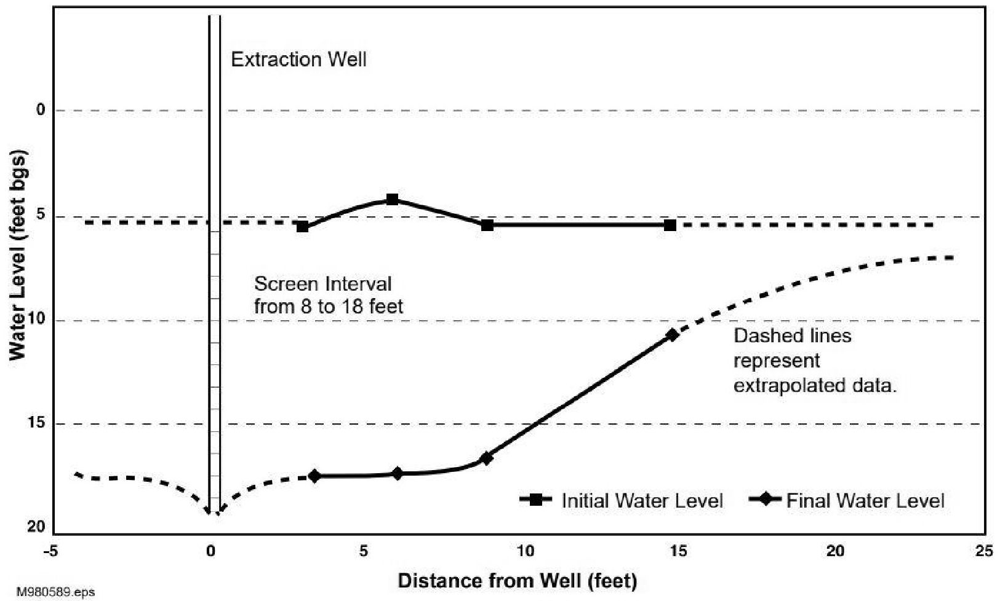 Extraction Well
0
5
10
15
20
Water Level (feet bgs)
Screen Interval
from 8 to 18 feet
Dashed lines
represent
extrapolated data.
Initial Water Level
Final Water Level
-5
0
5
10
15
20
25
Distance from Well (feet)
M980589.eps